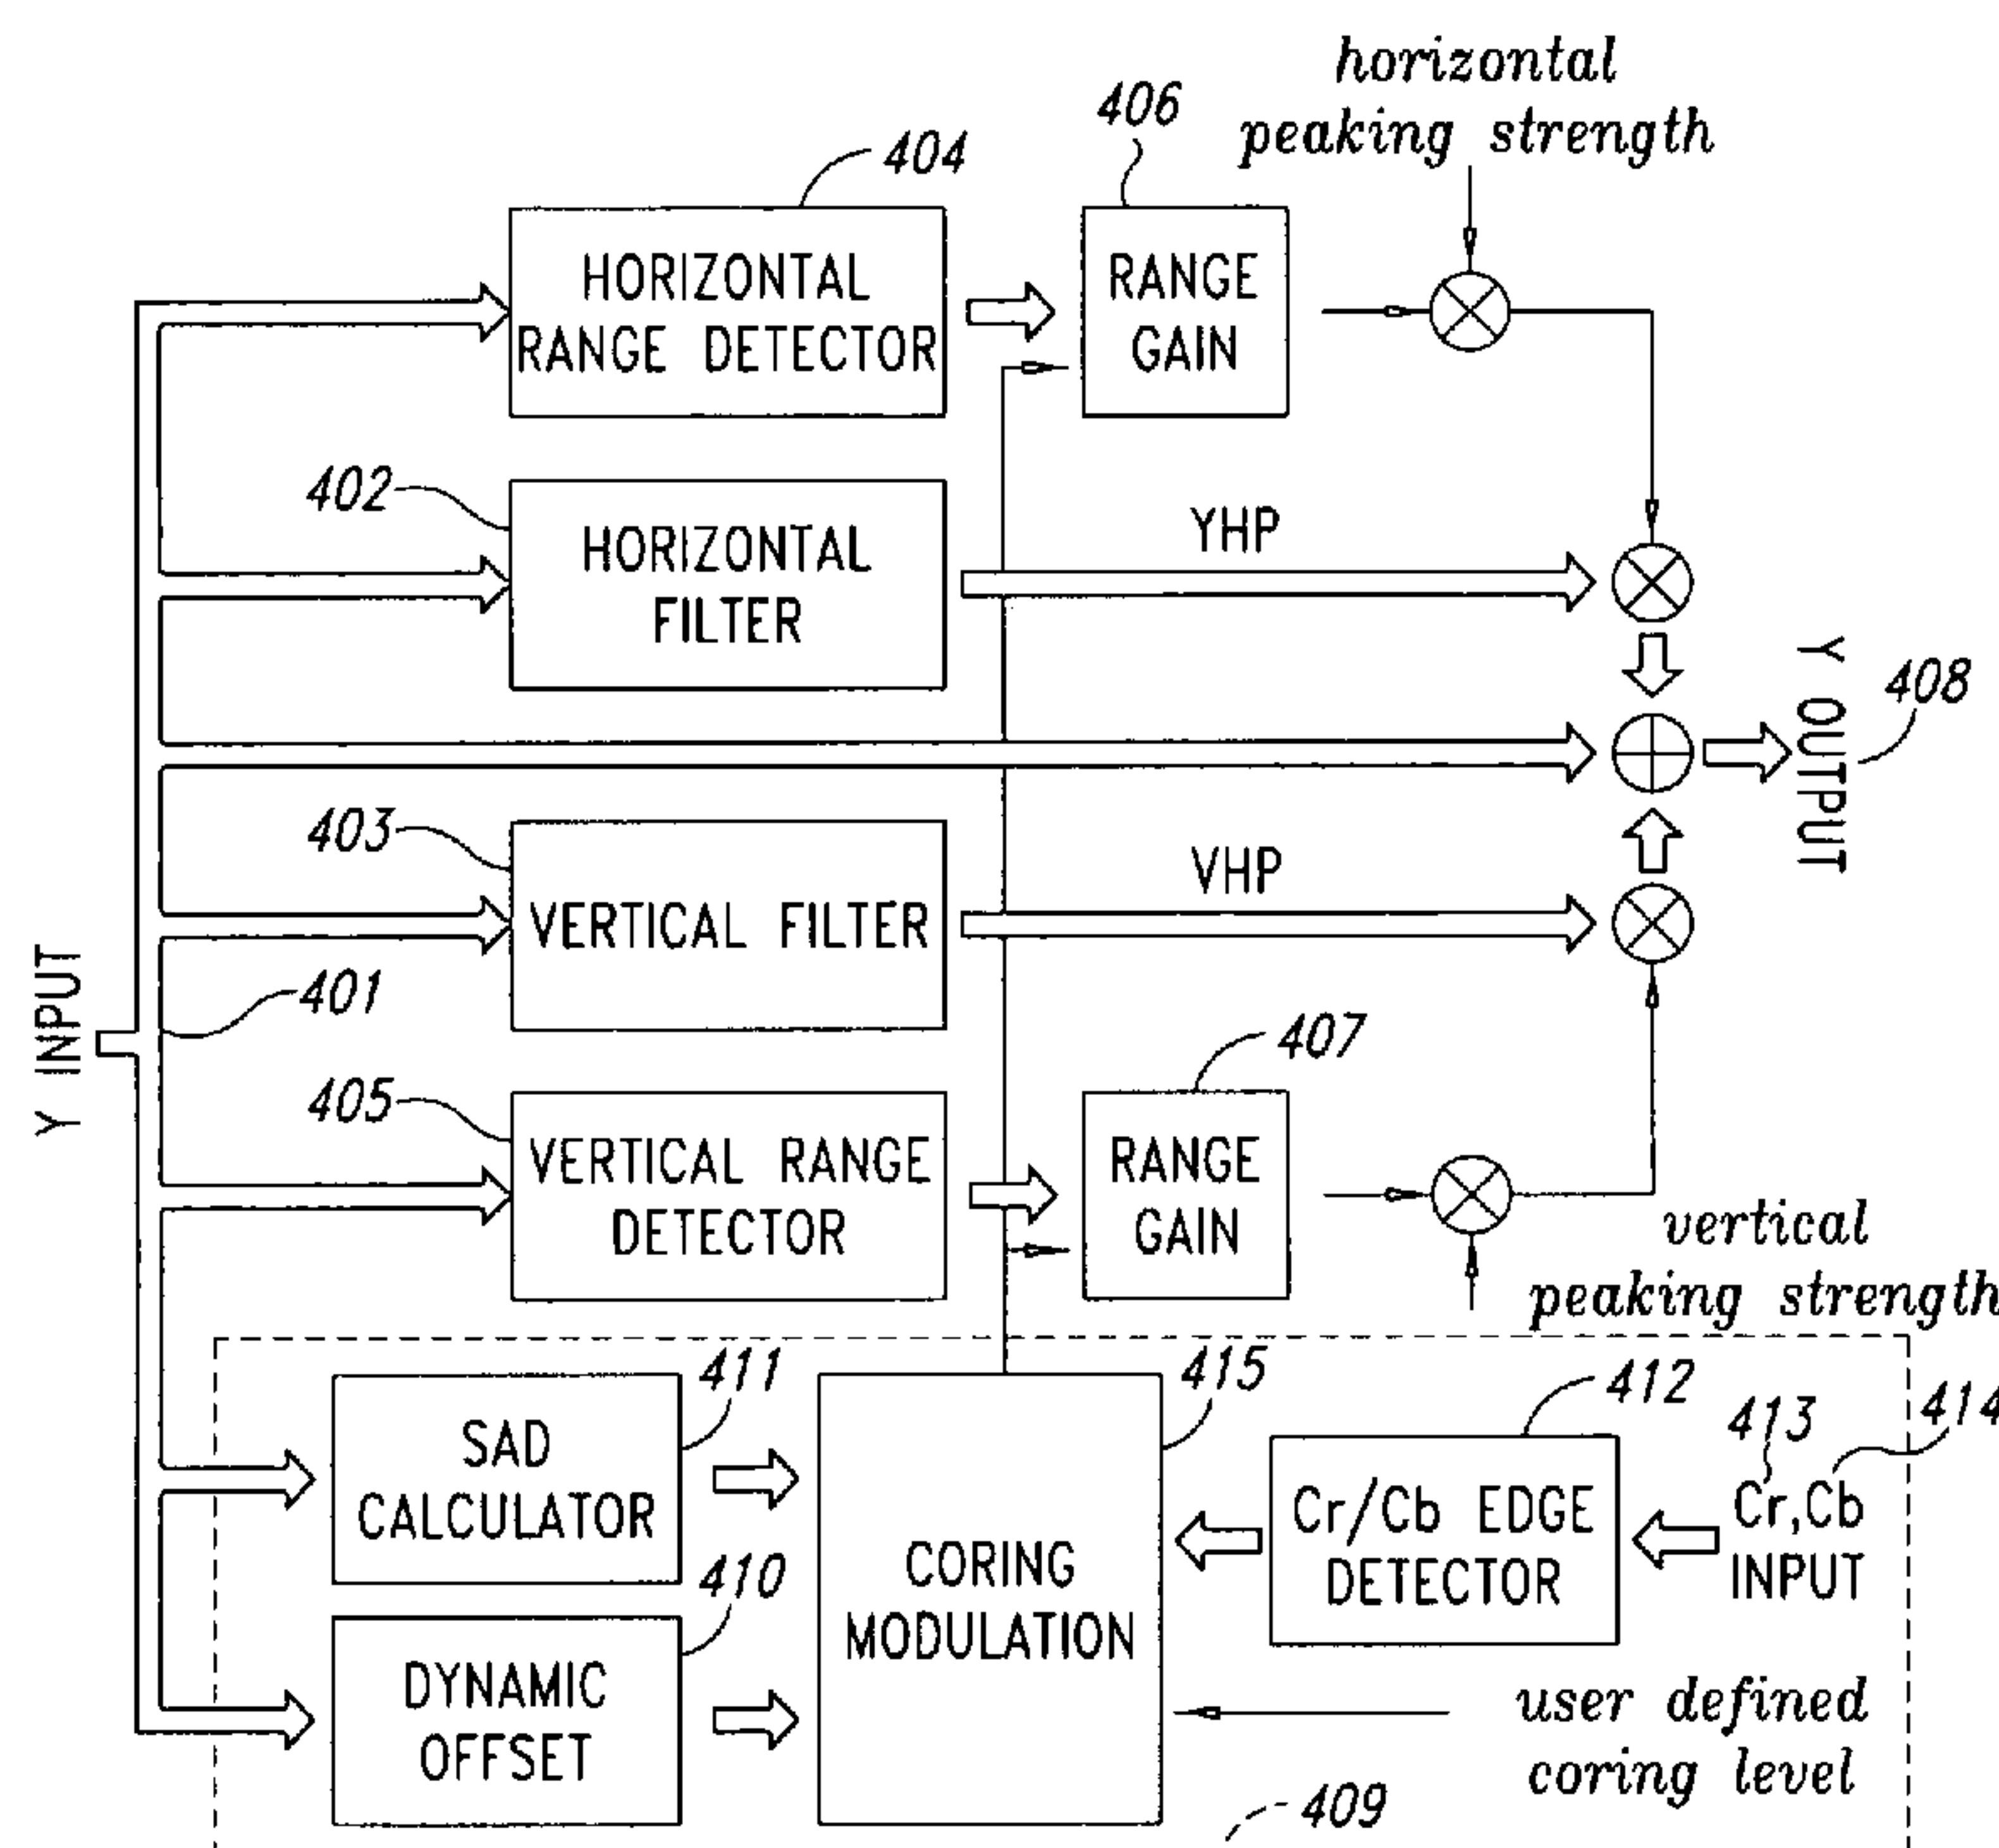 horizontal
peaking strength
406
404
HORIZONTAL
RANGE DETECTOR
RANGE
GAIN
402
HORIZONTAL
FILTER
YHP
Y OUTPUT
408
403
VERTICAL FILTER
VHP
Y INPUT
401
407
405
VERTICAL RANGE
DETECTOR
RANGE
GAIN
vertical
peaking strength
411
SAD
CALCULATOR
415
412
413
414
Cr/Cb EDGE
DETECTOR
Cr,Cb
INPUT
410
CORING
MODULATION
DYNAMIC
OFFSET
user defined
coring level
409